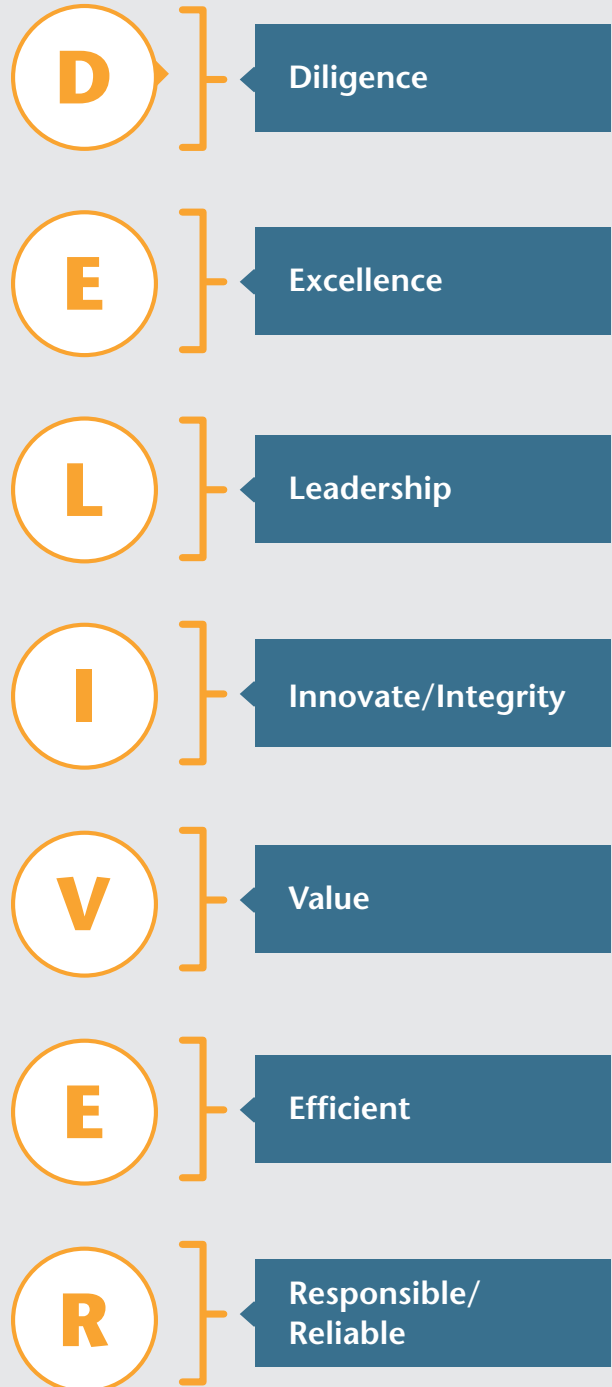 D
Diligence
E
Excellence
L
Leadership
I
Innovate/Integrity
V
Value
E
Efficient
R
Responsible/
Reliable